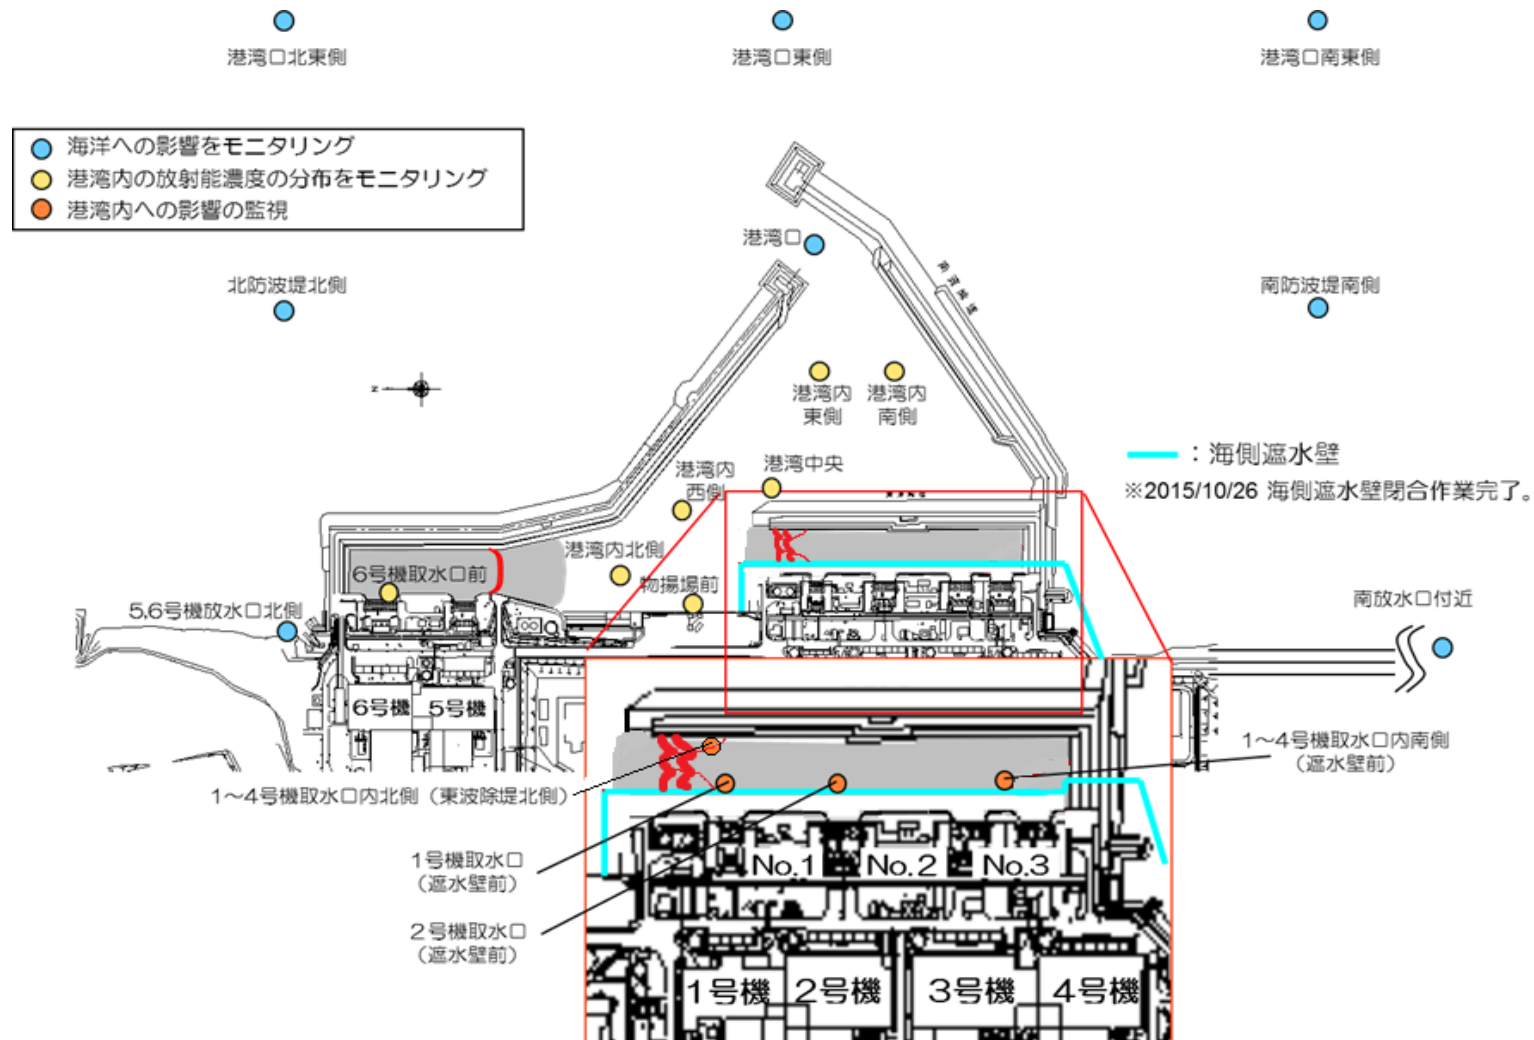 港湾口北東側
港湾口東側
港湾口南東側
海洋への影響をモニタリング
港湾内の放射能濃度の分布をモニタリング
港湾内への影響の監視
港湾口
北防波堤北側
南防波堤南側
港湾内
東側
港湾内
南側
港湾中央
港湾内
西側
:海側遮水壁
※2015/10/26 海側遮水壁閉合作業完了。
港湾内北側
6号機取水口前
物揚場前
5,6号機放水口北側
南放水口付近
6号機
5号機
1〜4号機取水口内南側
(遮水壁前)
1〜4号機取水口内北側(東波除堤北側)
1号機取水口
(遮水壁前)
No.1
No.2
No.3
2号機取水口
(遮水壁前)
1号機
2号機
3号機
4号機